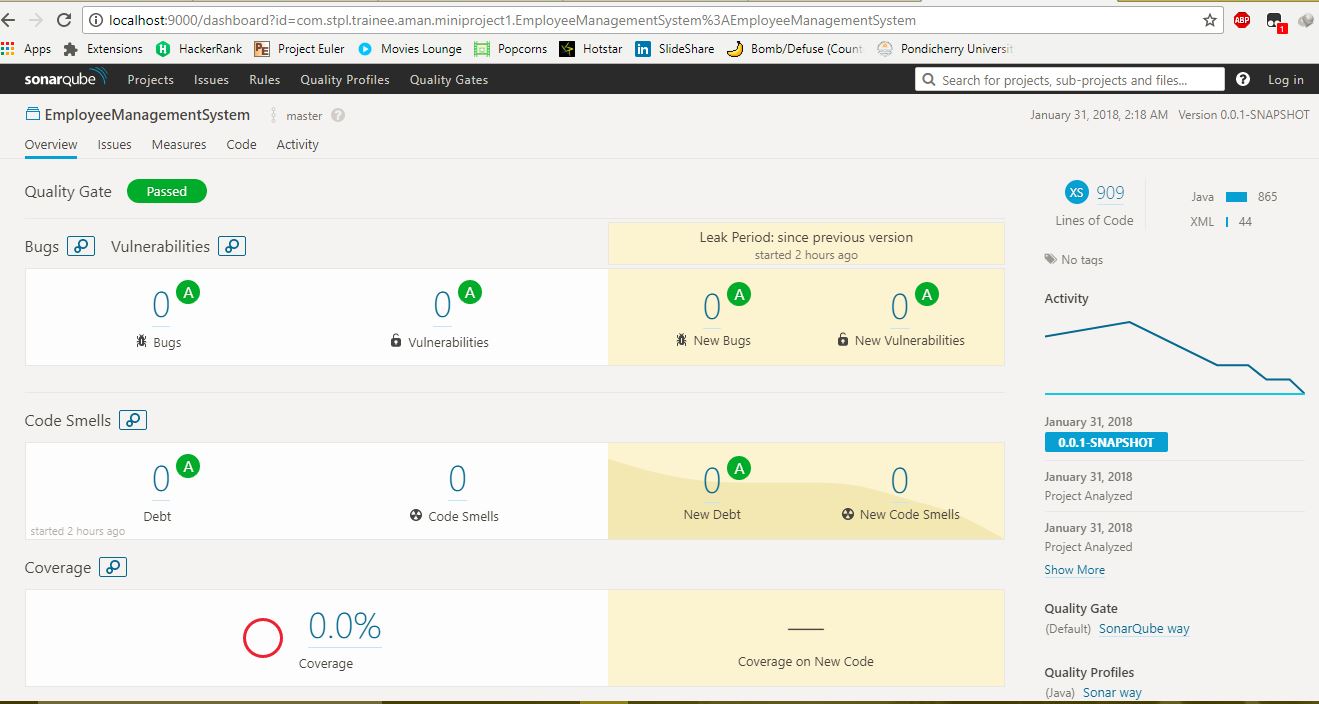 localhost:9000/dashboard?id=com.stpl.trainee.aman.miniproject1.EmployeeManagementSystem%3AEmployeeManagementSystem
ABP 1
Apps Extensions HackerRank PE Project Euler Movies Lounge Popcorns Hotstar in SlideShare Bomb/Defuse (Count Pondicherry Universit
sonarqube Projects Issues Rules Quality Profiles Quality Gates Search for projects, sub-projects and files... ? Log in
EmployeeManagementSystem master ? January 31, 2018, 2:18 AM Version 0.0.1-SNAPSHOT
Overview Issues Measures Code Activity
Quality Gate Passed
Bugs Vulnerabilities
Leak Period: since previous version
started 2 hours ago
0 A 0 A 0 A 0 A
Bugs Vulnerabilities New Bugs New Vulnerabilities
Code Smells
0 A 0 0 A 0
Debt Code Smells New Debt New Code Smells
started 2 hours ago
Coverage
0.0% —
Coverage Coverage on New Code
XS 909
Lines of Code
Java 865
XML 44
No tags
Activity
January 31, 2018
0.0.1-SNAPSHOT
January 31, 2018
Project Analyzed
January 31, 2018
Project Analyzed
Show More
Quality Gate
(Default) SonarQube way
Quality Profiles
(Java) Sonar way